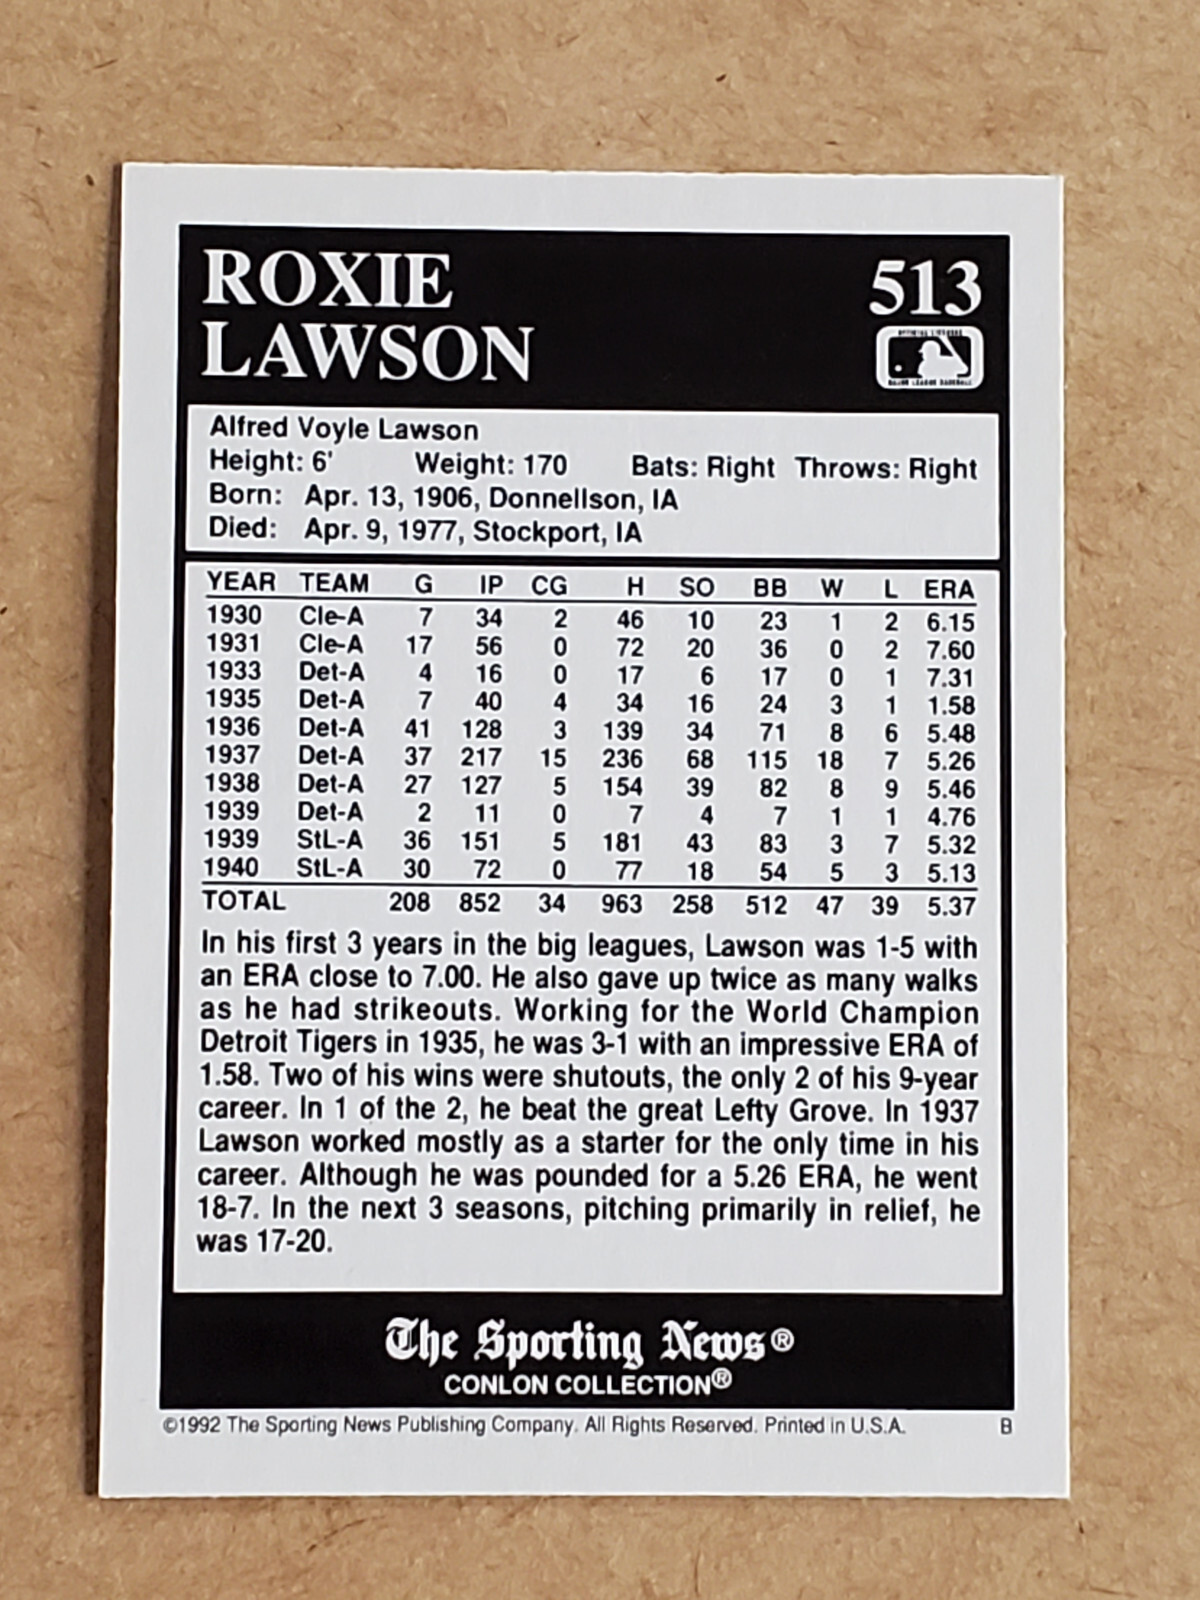 ROXIE
LAWSON
513
MAJOR LEAGUE BASEBALL
Alfred Voyle Lawson
Height: 6' Weight: 170 Bats: Right Throws: Right
Born: Apr. 13, 1906, Donnellson, IA
Died: Apr. 9, 1977, Stockport, IA
YEAR TEAM G IP CG H SO BB W L ERA
1930 Cle-A 7 34 2 46 10 23 1 2 6.15
1931 Cle-A 17 56 0 72 20 36 0 2 7.60
1933 Det-A 4 16 0 17 6 17 0 1 7.31
1935 Det-A 7 40 4 34 16 24 3 1 1.58
1936 Det-A 41 128 3 139 34 71 8 6 5.48
1937 Det-A 37 217 15 236 68 115 18 7 5.26
1938 Det-A 27 127 5 154 39 82 8 9 5.46
1939 Det-A 2 11 0 7 4 7 1 1 4.76
1939 StL-A 36 151 5 181 43 83 3 7 5.32
1940 StL-A 30 72 0 77 18 54 5 3 5.13
TOTAL 208 852 34 963 258 512 47 39 5.37
In his first 3 years in the big leagues, Lawson was 1-5 with
an ERA close to 7.00. He also gave up twice as many walks
as he had strikeouts. Working for the World Champion
Detroit Tigers in 1935, he was 3-1 with an impressive ERA of
1.58. Two of his wins were shutouts, the only 2 of his 9-year
career. In 1 of the 2, he beat the great Lefty Grove. In 1937
Lawson worked mostly as a starter for the only time in his
career. Although he was pounded for a 5.26 ERA, he went
18-7. In the next 3 seasons, pitching primarily in relief, he
was 17-20.
The Sporting News®
CONLON COLLECTION®
©1992 The Sporting News Publishing Company. All Rights Reserved. Printed in U.S.A. B